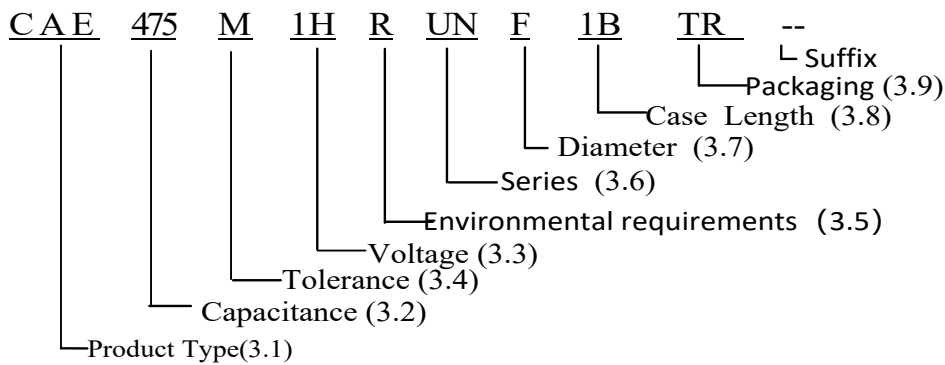 CAE 475 M 1H R UN F 1B TR --
Suffix
Packaging (3.9)
Case Length (3.8)
Diameter (3.7)
Series (3.6)
Environmental requirements (3.5)
Voltage (3.3)
Tolerance (3.4)
Capacitance (3.2)
Product Type(3.1)